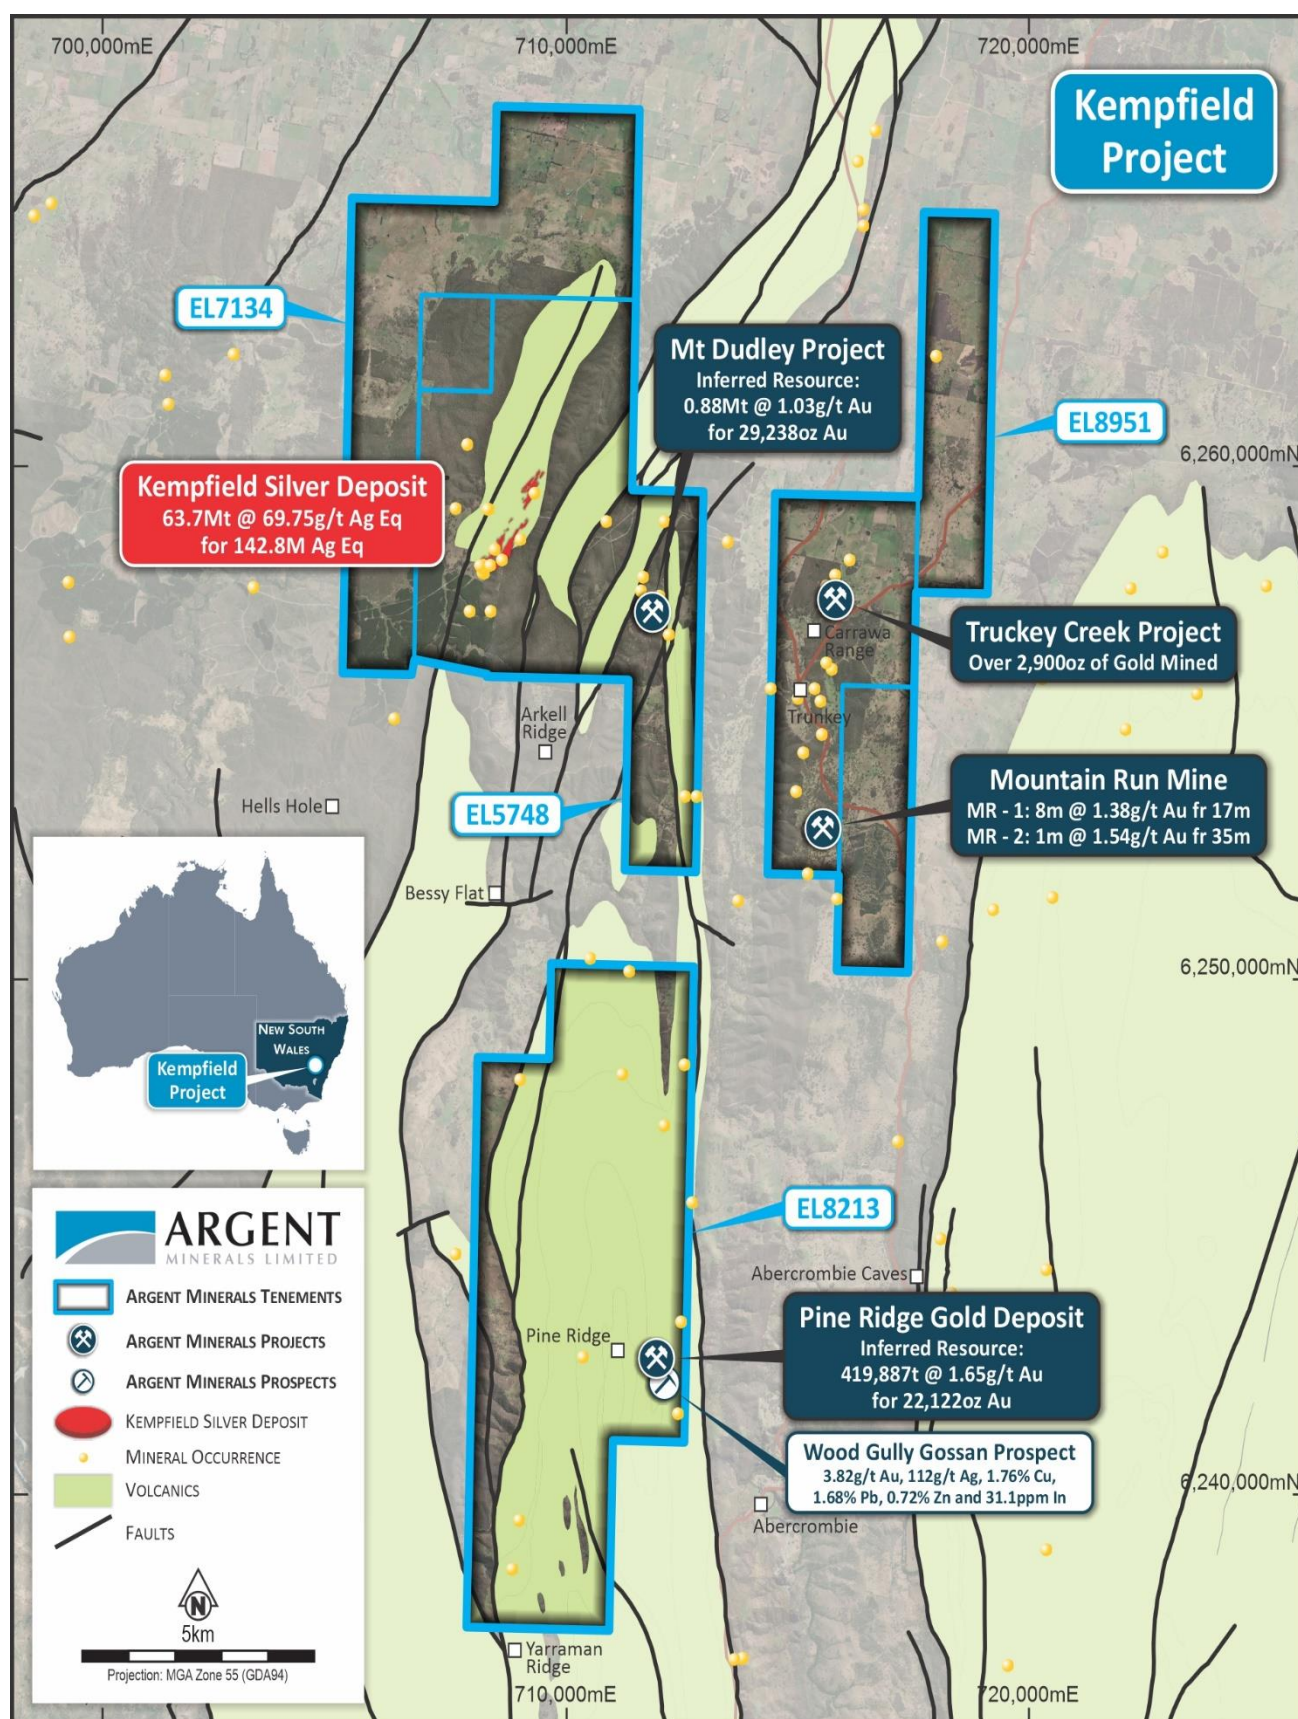 700,000mE
710,000mE
720,000mE
Kempfield
Project
EL7134
Mt Dudley Project
Inferred Resource:
0.88Mt @ 1.03g/t Au
for 29,238oz Au
EL8951
6,260,000mN
Kempfield Silver Deposit
63.7Mt @ 69.75g/t Ag Eq
for 142.8M Ag Eq
Carrawa
Range
Truckey Creek Project
Over 2,900oz of Gold Mined
Trunkey
Arkell
Ridge
Mountain Run Mine
MR - 1: 8m @ 1.38g/t Au fr 17m
MR - 2: 1m @ 1.54g/t Au fr 35m
Hells Hole
EL5748
Bessy Flat
6,250,000mN
NEW SOUTH
WALES
Kempfield
Project
EL8213
Abercrombie Caves
Pine Ridge
Pine Ridge Gold Deposit
Inferred Resource:
419,887t @ 1.65g/t Au
for 22,122oz Au
Wood Gully Gossan Prospect
3.82g/t Au, 112g/t Ag, 1.76% Cu,
1.68% Pb, 0.72% Zn and 31.1ppm In
6,240,000mN
Abercrombie
Yarraman
Ridge
710,000mE
720,000mE
ARGENT
MINERALS LIMITED
ARGENT MINERALS TENEMENTS
ARGENT MINERALS PROJECTS
ARGENT MINERALS PROSPECTS
KEMPFIELD SILVER DEPOSIT
MINERAL OCCURRENCE
VOLCANICS
FAULTS
N
5km
Projection: MGA Zone 55 (GDA94)